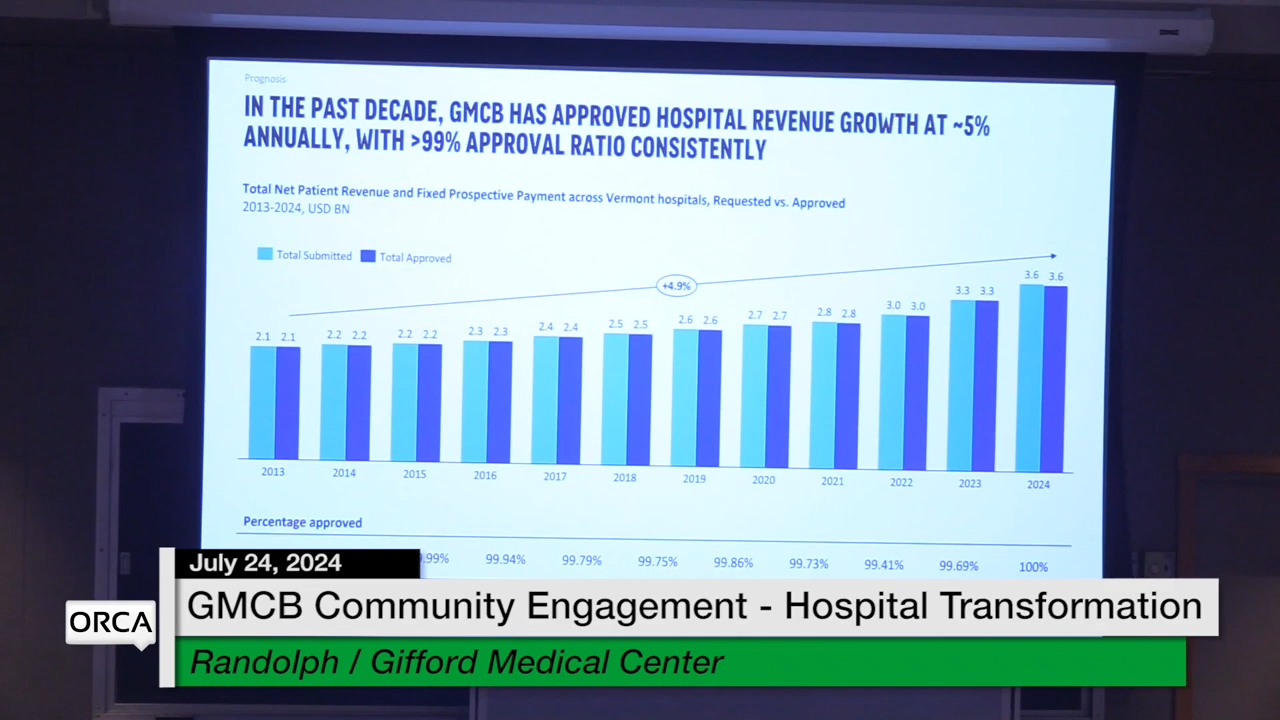 Prognosis
IN THE PAST DECADE, GMCB HAS APPROVED HOSPITAL REVENUE GROWTH AT ~5%
ANNUALLY, WITH >99% APPROVAL RATIO CONSISTENTLY
Total Net Patient Revenue and Fixed Prospective Payment across Vermont hospitals, Requested vs. Approved
2013-2024, USD BN
Total Submitted Total Approved
+4.9%
2.1 2.1 2.2 2.2 2.2 2.2 2.3 2.3 2.4 2.4 2.5 2.5 2.6 2.6 2.7 2.7 2.8 2.8 3.0 3.0 3.3 3.3 3.6 3.6
2013 2014 2015 2016 2017 2018 2019 2020 2021 2022 2023 2024
Percentage approved
99.94% 99.79% 99.75% 99.86% 99.73% 99.41% 99.69% 100%
July 24, 2024
GMCB Community Engagement - Hospital Transformation
ORCA
Randolph / Gifford Medical Center